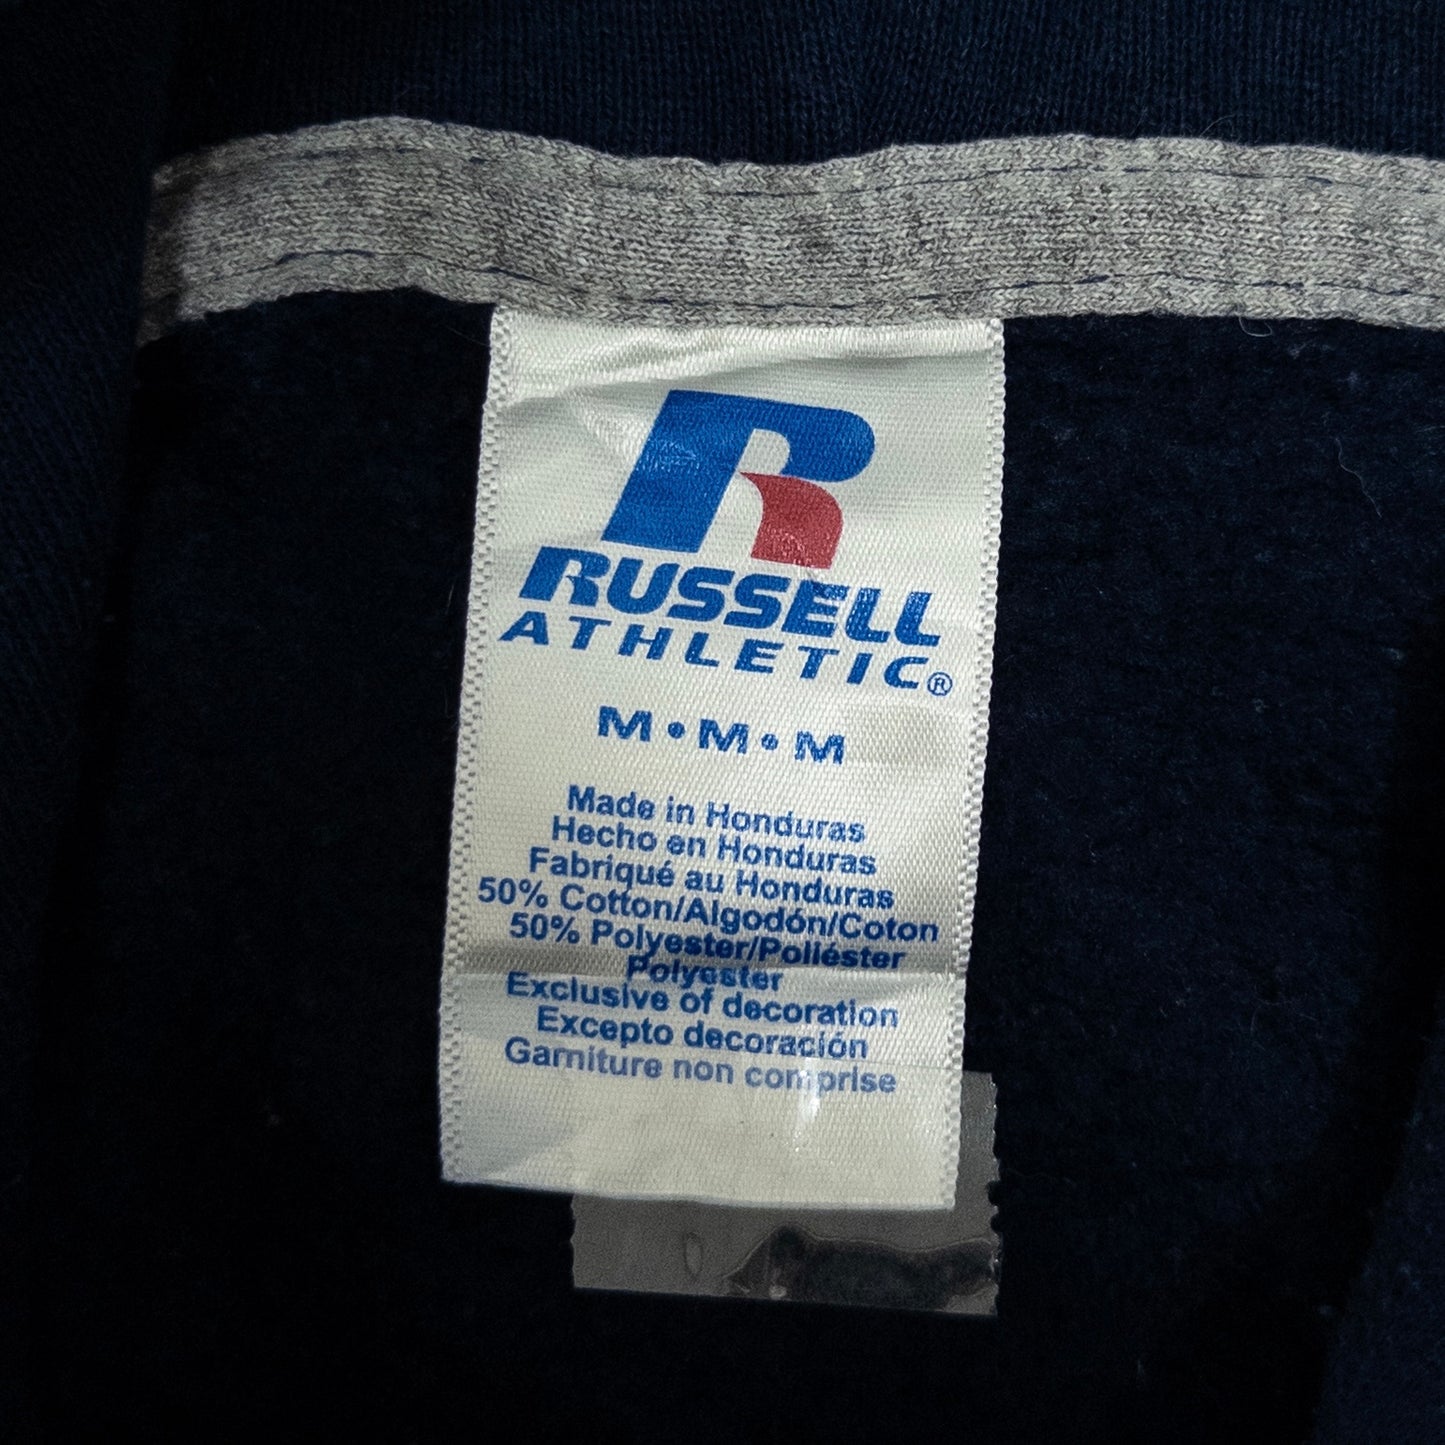 R
RUSSELL
ATHLETIC®
M • M • M
Made in Honduras
Hecho en Honduras
Fabriqué au Honduras
50% Cotton/Algodón/Coton
50% Polyester/Poliéster
Polyester
Exclusive of decoration
Excepto decoración
Garniture non comprise